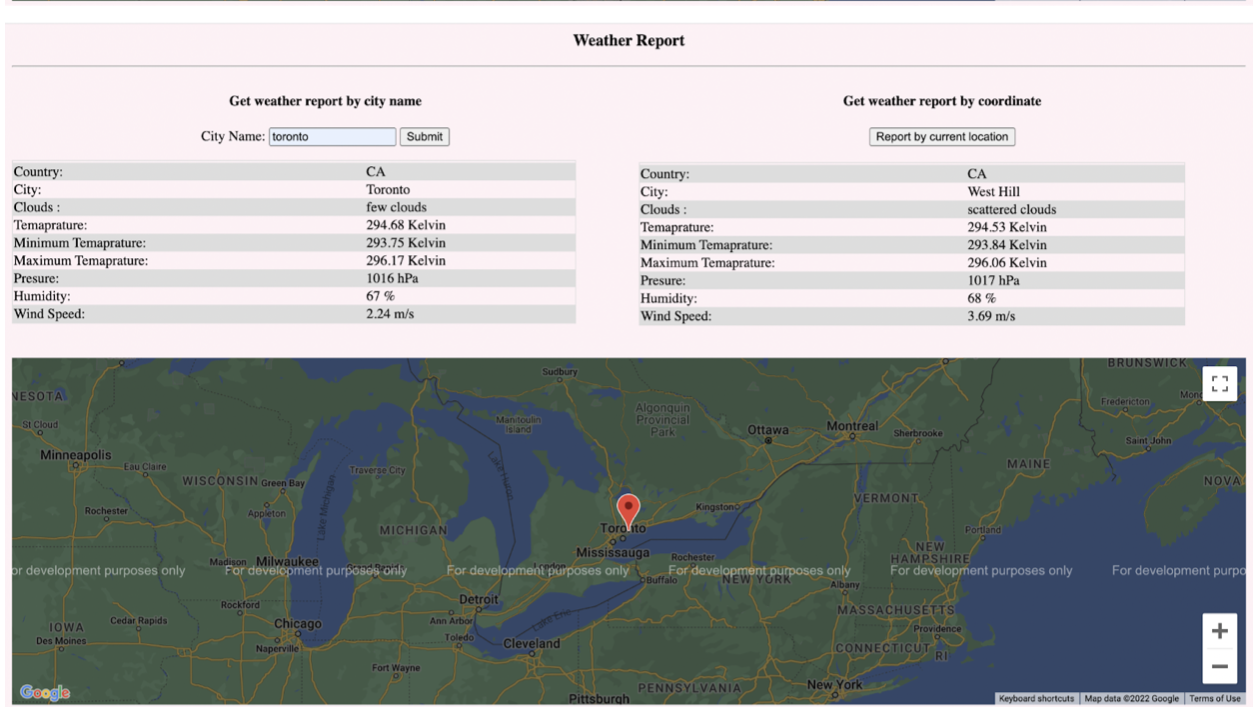 Weather Report
Get weather report by city name
City Name: toronto Submit
Country: CA
City: Toronto
Clouds : few clouds
Temaprature: 294.68 Kelvin
Minimum Temaprature: 293.75 Kelvin
Maximum Temaprature: 296.17 Kelvin
Presure: 1016 hPa
Humidity: 67 %
Wind Speed: 2.24 m/s
Get weather report by coordinate
Report by current location
Country: CA
City: West Hill
Clouds : scattered clouds
Temaprature: 294.53 Kelvin
Minimum Temaprature: 293.84 Kelvin
Maximum Temaprature: 296.06 Kelvin
Presure: 1017 hPa
Humidity: 68 %
Wind Speed: 3.69 m/s
BRUNSWICK
Sudbury
NESOTA
Fredericton
Monc
St Cloud
Manitoulin
Island
Algonquin
Provincial
Park
Ottawa
Montreal
Sherbrooke
Saint John
Minneapolis
Eau Claire
WISCONSIN
Green Bay
Traverse City
Lake Michigan
Lake Huron
MAINE
NOVA
Rochester
Appleton
MICHIGAN
Toronto
Kingston
VERMONT
Portland
Mississauga
Rochester
NEW
HAMPSHIRE
Madison
Milwaukee
Grand Rapids
London
Buffalo
NEW YORK
Albany
or development purposes only
For development purposes only
For development purposes only
For development purposes only
For development purposes only
For development purpo
Rockford
Detroit
MASSACHUSETTS
IOWA
Cedar Rapids
Chicago
Ann Arbor
Lake Erie
Providence
Des Moines
Naperville
Toledo
Cleveland
CONNECTICUT
RI
Fort Wayne
PENNSYLVANIA
New York
Pittsburgh
Google
Keyboard shortcuts
Map data ©2022 Google
Terms of Use